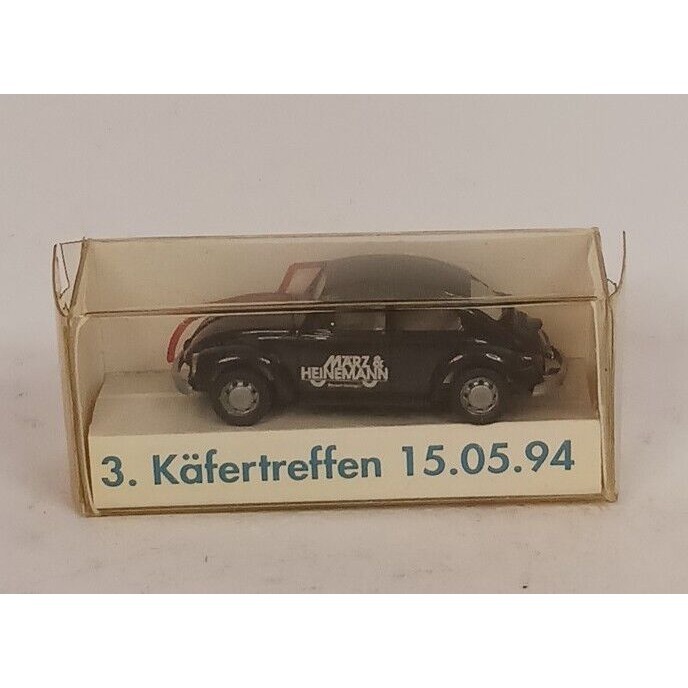 MÄRZ &
HEINEMANN
3. Käfertreffen 15.05.94